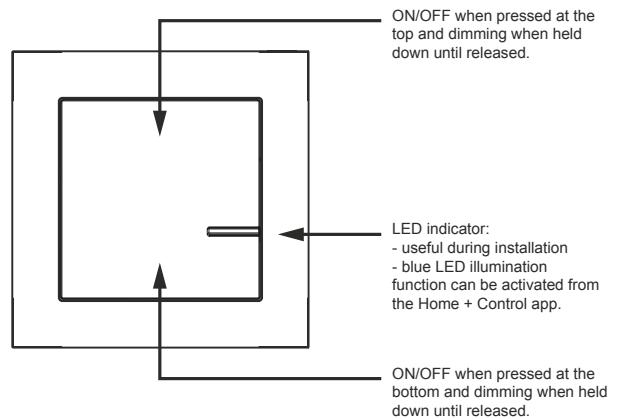 ON/OFF when pressed at the
top and dimming when held
down until released.
LED indicator:
- useful during installation
- blue LED illumination
function can be activated from
the Home + Control app.
ON/OFF when pressed at the
bottom and dimming when held
down until released.